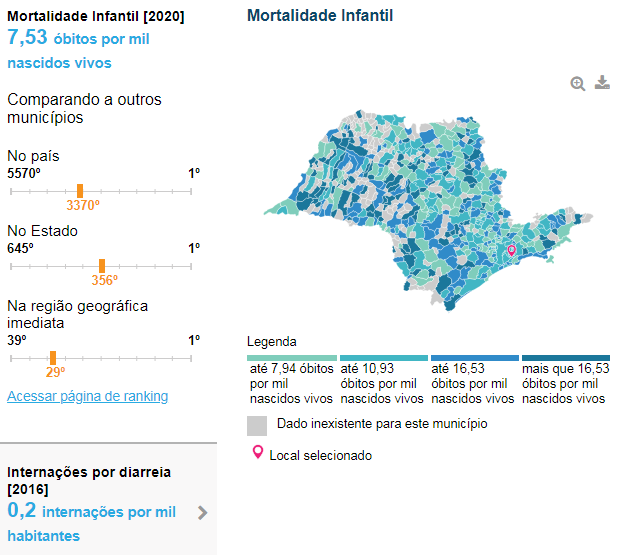 Mortalidade Infantil [2020]
7,53 óbitos por mil
nascidos vivos
Comparando a outros
municípios
No país
5570º 1º
3370º
No Estado
645º 1º
356º
Na região geográfica
imediata
39º 1º
29º
Acessar página de ranking
Internações por diarreia
[2016]
0,2 internações por mil
habitantes
Mortalidade Infantil
Legenda
até 7,94 óbitos
por mil
nascidos vivos
até 10,93
óbitos por mil
nascidos vivos
até 16,53
óbitos por mil
nascidos vivos
mais que 16,53
óbitos por mil
nascidos vivos
Dado inexistente para este município
Local selecionado